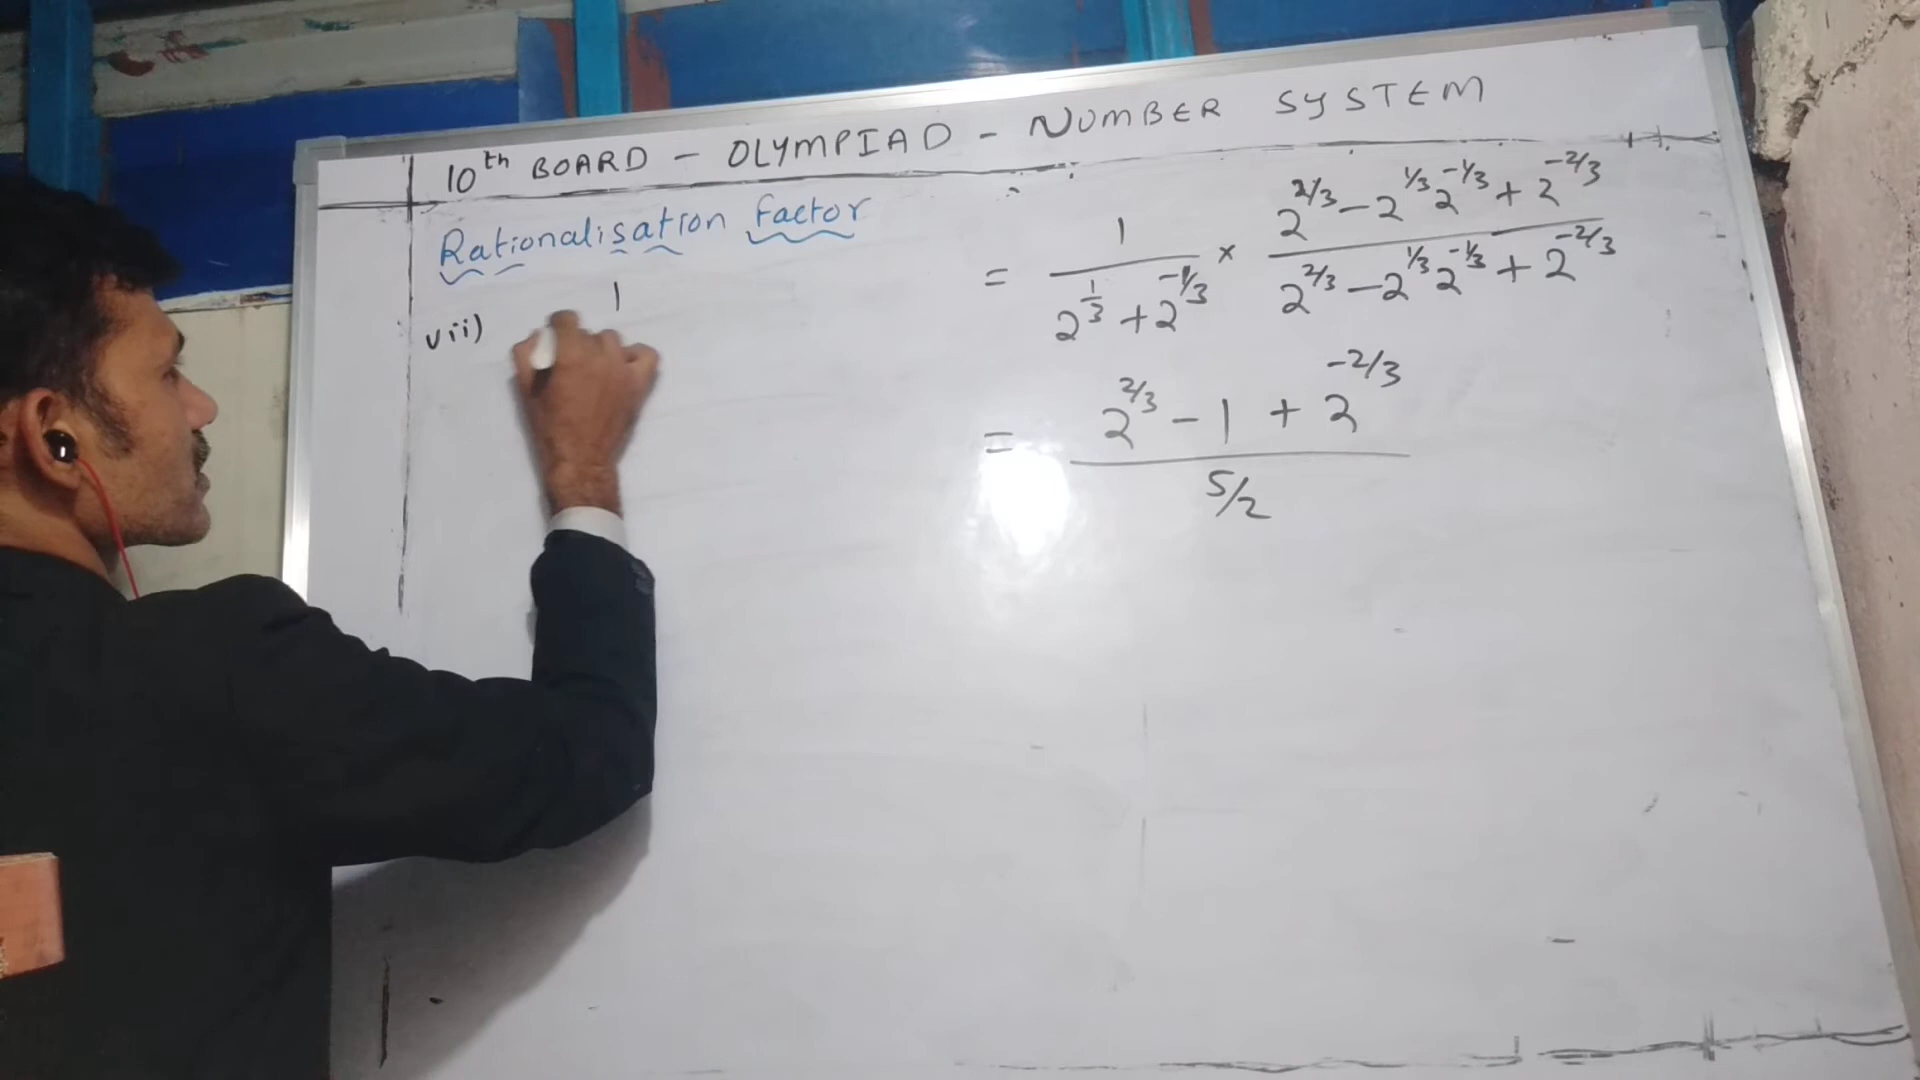 10th BOARD - OLYMPIAD - NUMBER SYSTEM
Rationalisation factor
vii) 1
= 1/(2^(1/3) + 2^(-1/3)) × (2^(2/3) - 2^(1/3) 2^(-1/3) + 2^(-2/3))/(2^(2/3) - 2^(1/3) 2^(-1/3) + 2^(-2/3))
= (2^(2/3) - 1 + 2^(-2/3))/(5/2)